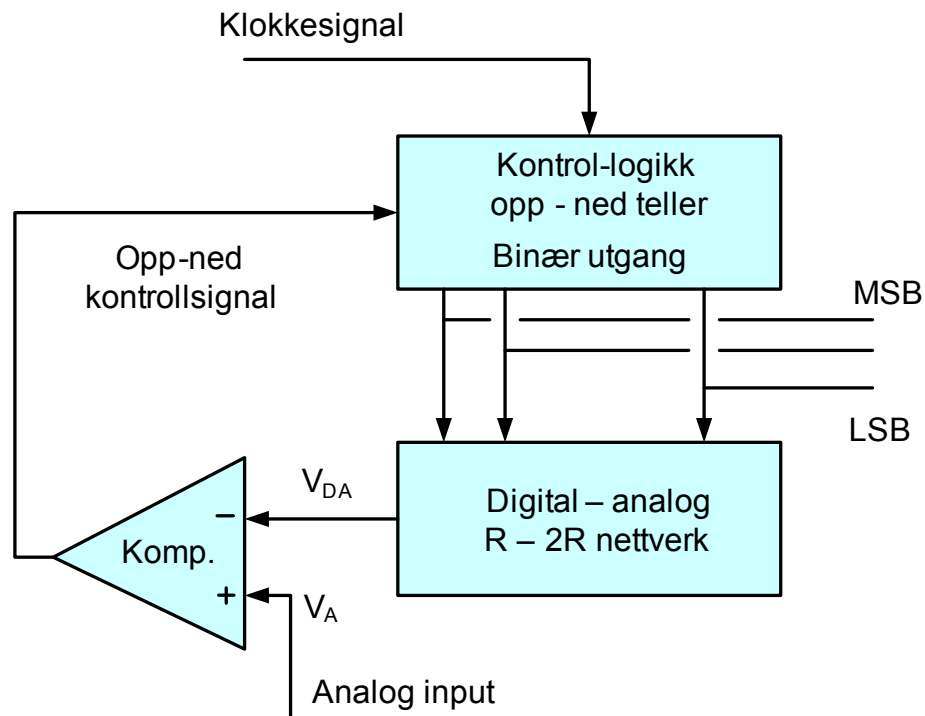 Klokkesignal
Kontrol-logikk
opp - ned teller
Binær utgang
Opp-ned
kontrollsignal
MSB
LSB
V_DA
Digital – analog
R – 2R nettverk
–
Komp.
+
V_A
Analog input